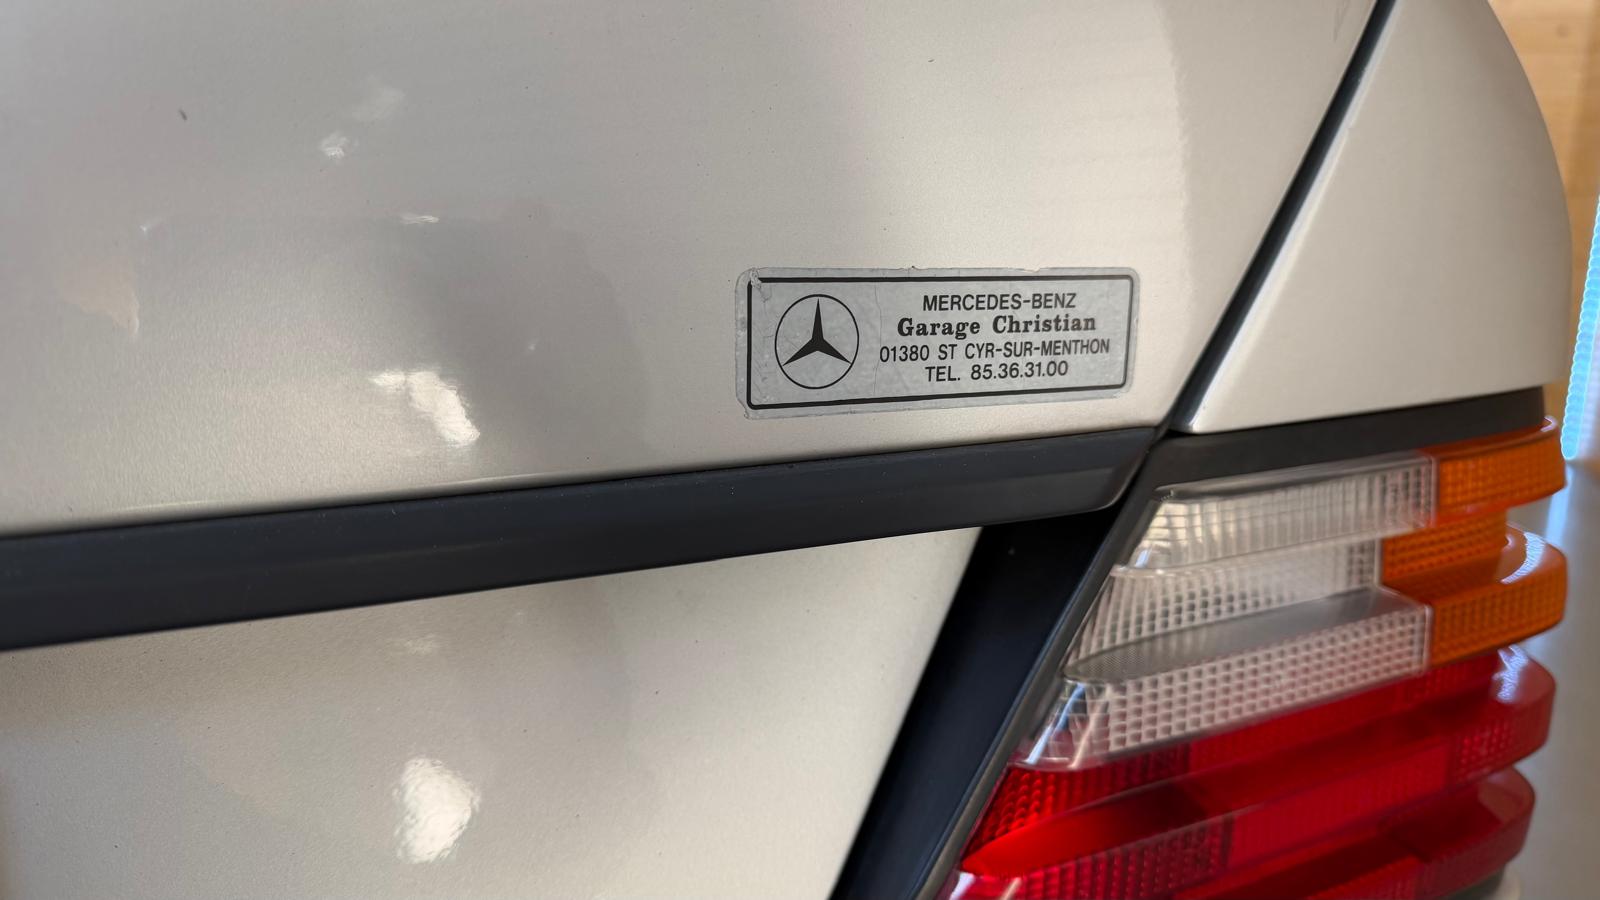 MERCEDES-BENZ
Garage Christian
01380 ST CYR-SUR-MENTHON
TEL. 85.36.31.00